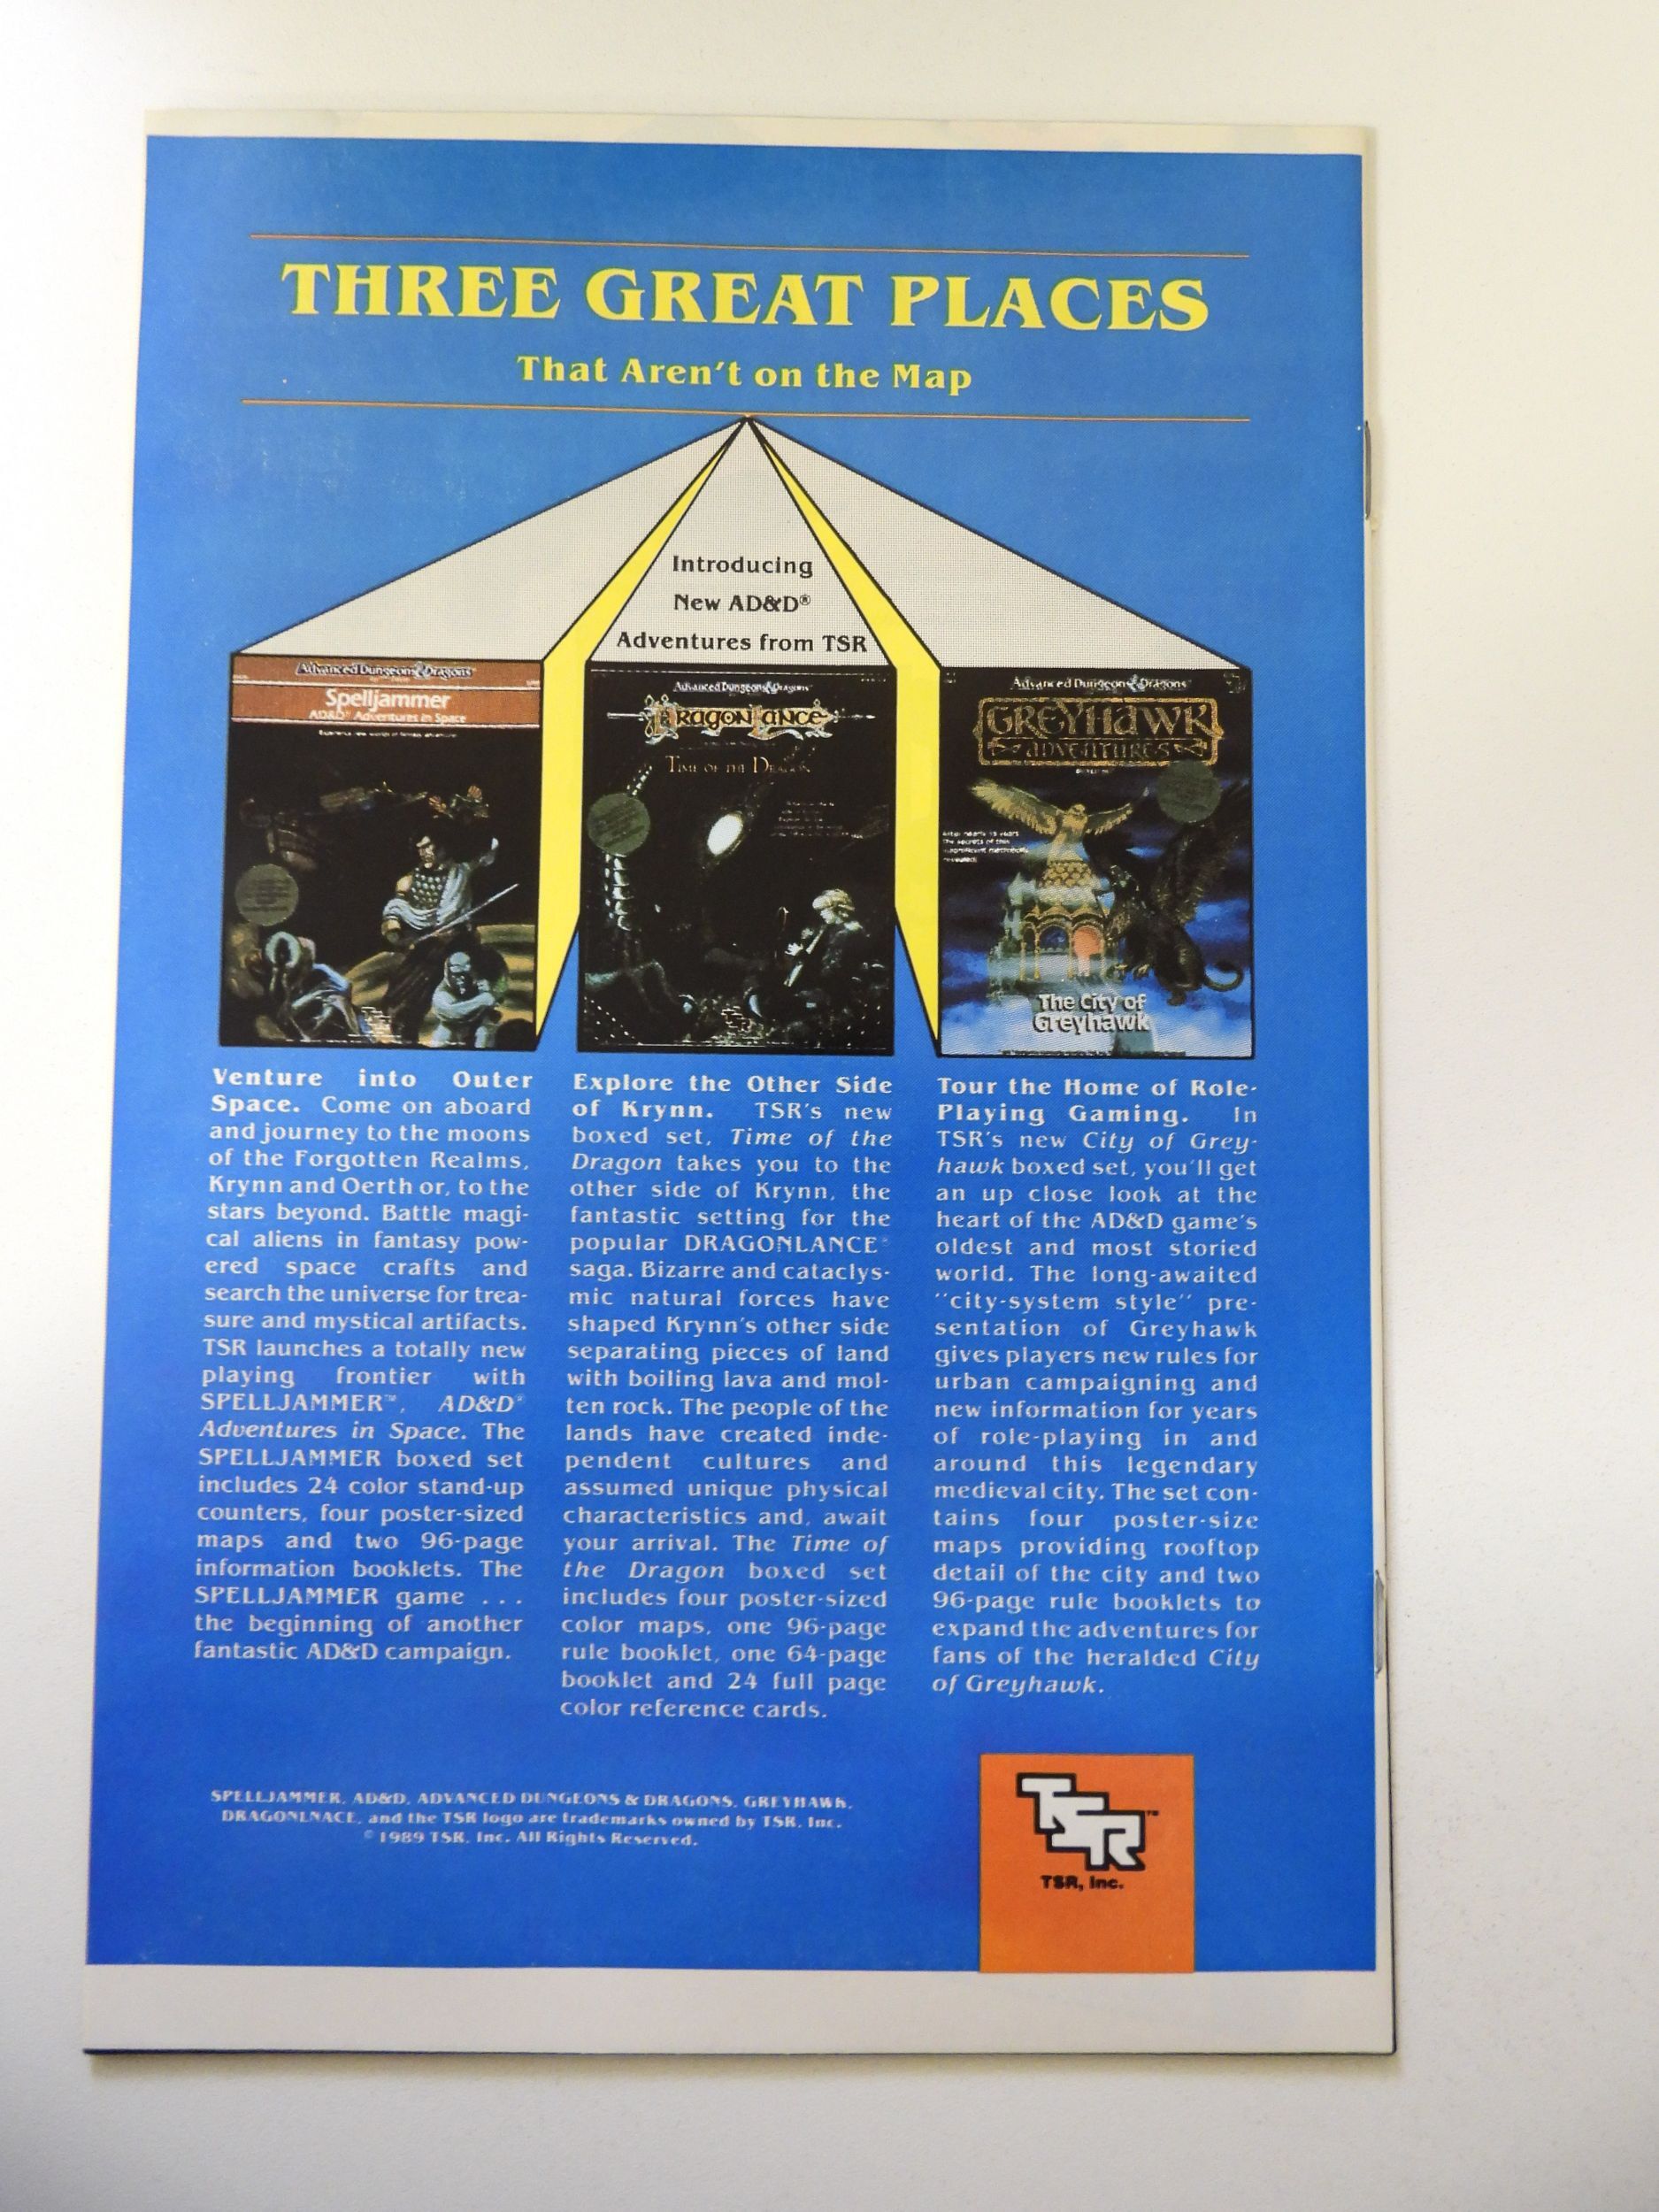 THREE GREAT PLACES
That Aren't on the Map
Introducing
New AD&D®
Adventures from TSR
Advanced Dungeons & Dragons
Spelljammer
AD&D® Adventures in Space
Experience new worlds of fantasy adventure!
Advanced Dungeons & Dragons
DRAGONLANCE
TIME OF THE DRAGON
Advanced Dungeons & Dragons
GREYHAWK
ADVENTURES
After nearly 15 years
The secrets of this
magnificent metropolis
revealed!
The City of
Greyhawk
Venture into Outer
Space. Come on aboard
and journey to the moons
of the Forgotten Realms,
Krynn and Oerth or, to the
stars beyond. Battle magi-
cal aliens in fantasy pow-
ered space crafts and
search the universe for trea-
sure and mystical artifacts.
TSR launches a totally new
playing frontier with
SPELLJAMMER™, AD&D®
Adventures in Space. The
SPELLJAMMER boxed set
includes 24 color stand-up
counters, four poster-sized
maps and two 96-page
information booklets. The
SPELLJAMMER game . . .
the beginning of another
fantastic AD&D campaign.
Explore the Other Side
of Krynn. TSR's new
boxed set, Time of the
Dragon takes you to the
other side of Krynn, the
fantastic setting for the
popular DRAGONLANCE®
saga. Bizarre and cataclys-
mic natural forces have
shaped Krynn's other side
separating pieces of land
with boiling lava and mol-
ten rock. The people of the
lands have created inde-
pendent cultures and
assumed unique physical
characteristics and, await
your arrival. The Time of
the Dragon boxed set
includes four poster-sized
color maps, one 96-page
rule booklet, one 64-page
booklet and 24 full page
color reference cards.
Tour the Home of Role-
Playing Gaming. In
TSR's new City of Grey-
hawk boxed set, you'll get
an up close look at the
heart of the AD&D game's
oldest and most storied
world. The long-awaited
"city-system style" pre-
sentation of Greyhawk
gives players new rules for
urban campaigning and
new information for years
of role-playing in and
around this legendary
medieval city. The set con-
tains four poster-size
maps providing rooftop
detail of the city and two
96-page rule booklets to
expand the adventures for
fans of the heralded City
of Greyhawk.
SPELLJAMMER, AD&D, ADVANCED DUNGEONS & DRAGONS, GREYHAWK,
DRAGONLNACE, and the TSR logo are trademarks owned by TSR, Inc.
© 1989 TSR, Inc. All Rights Reserved.
TSR™
TSR, Inc.